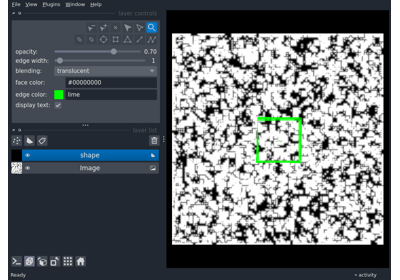 File View Plugins Window Help
layer controls
opacity: 0.70
edge width: 1
blending: translucent
face color: #00000000
edge color: lime
display text:
layer list
shape
Image
Ready
activity